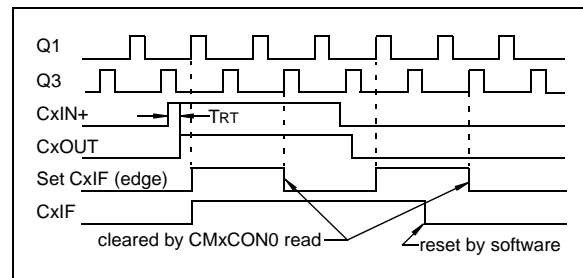 Q1
Q3
CxIN+
TRT
CxOUT
Set CxIF (edge)
CxIF
cleared by CMxCON0 read
reset by software